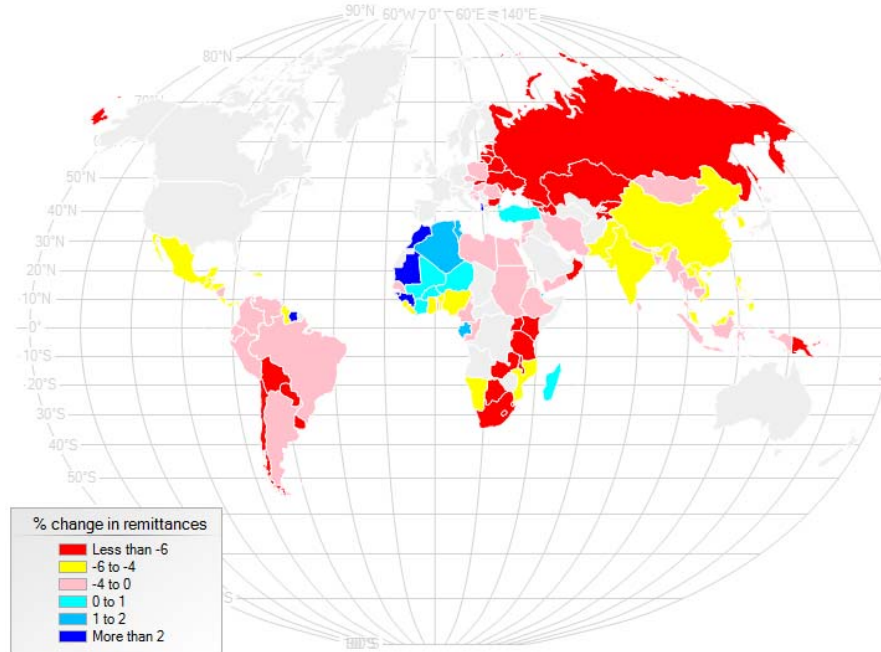 90°N 60°W 0° 60°E 140°E
80°N
50°N
40°N
30°N
20°N
10°N
0°
10°S
20°S
30°S
40°S
50°S
% change in remittances
Less than -6
-6 to -4
-4 to 0
0 to 1
1 to 2
More than 2